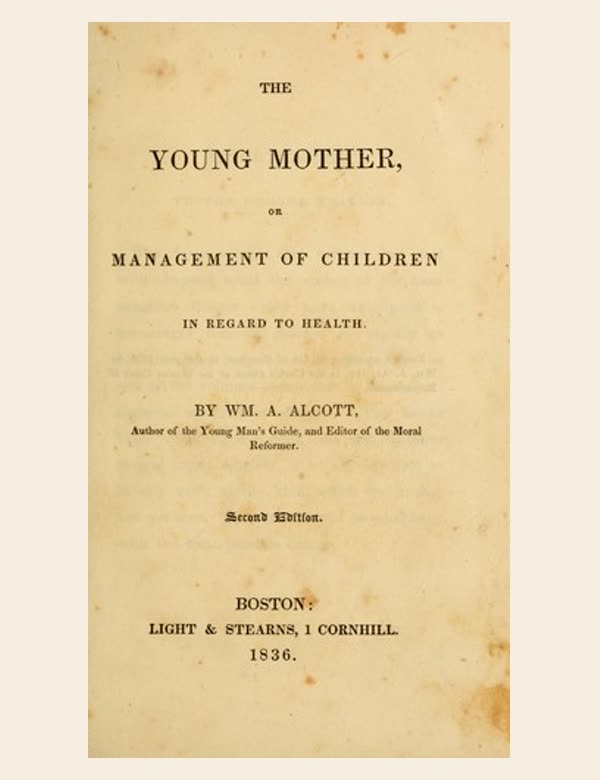 THE
YOUNG MOTHER,
OR
MANAGEMENT OF CHILDREN
IN REGARD TO HEALTH.
BY WM. A. ALCOTT,
Author of the Young Man's Guide, and Editor of the Moral
Reformer.
Second Edition.
BOSTON:
LIGHT & STEARNS, 1 CORNHILL.
1836.